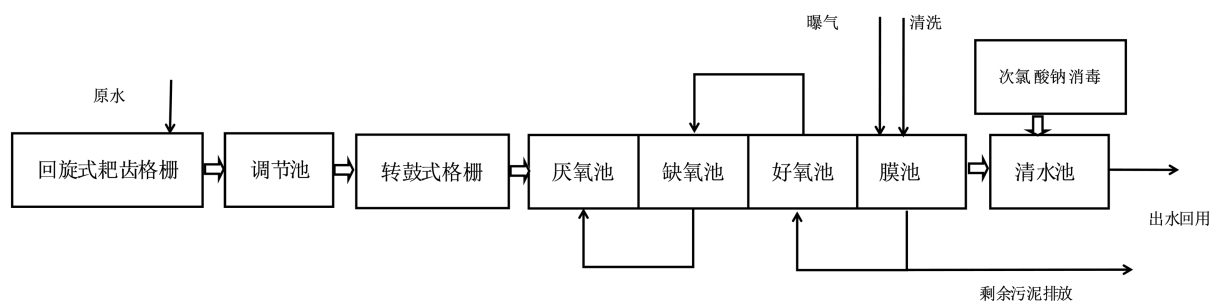 曝气
清洗
次氯酸钠消毒
原水
回旋式耙齿格栅
调节池
转鼓式格栅
厌氧池
缺氧池
好氧池
膜池
清水池
出水回用
剩余污泥排放